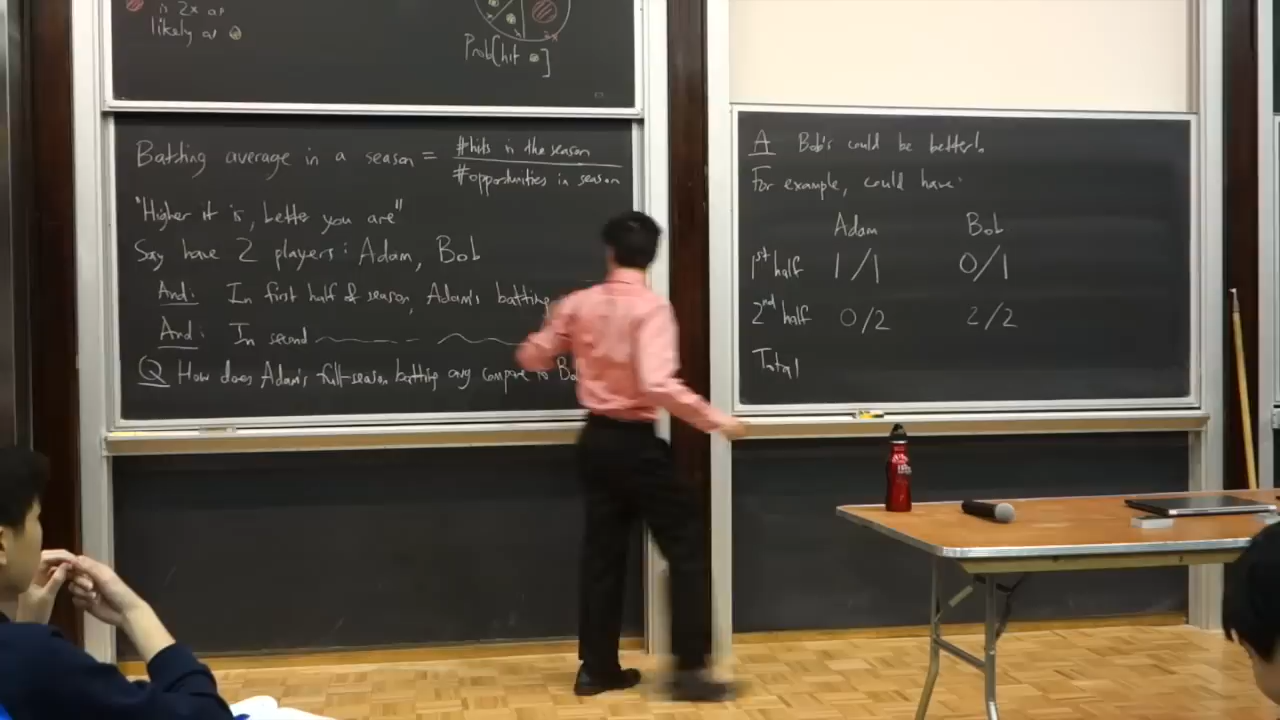 is 2x as
likely as
Prob[hit ]
Batting average in a season = #hits in the season / #opportunities in season
"Higher it is, better you are"
Say have 2 players: Adam, Bob
And: In first half of season, Adam's batting
And: In second
Q How does Adam's full-season batting avg compare to Bo
A Bob's could be better!
For example, could have:
Adam Bob
1st half 1/1 0/1
2nd half 0/2 2/2
Total